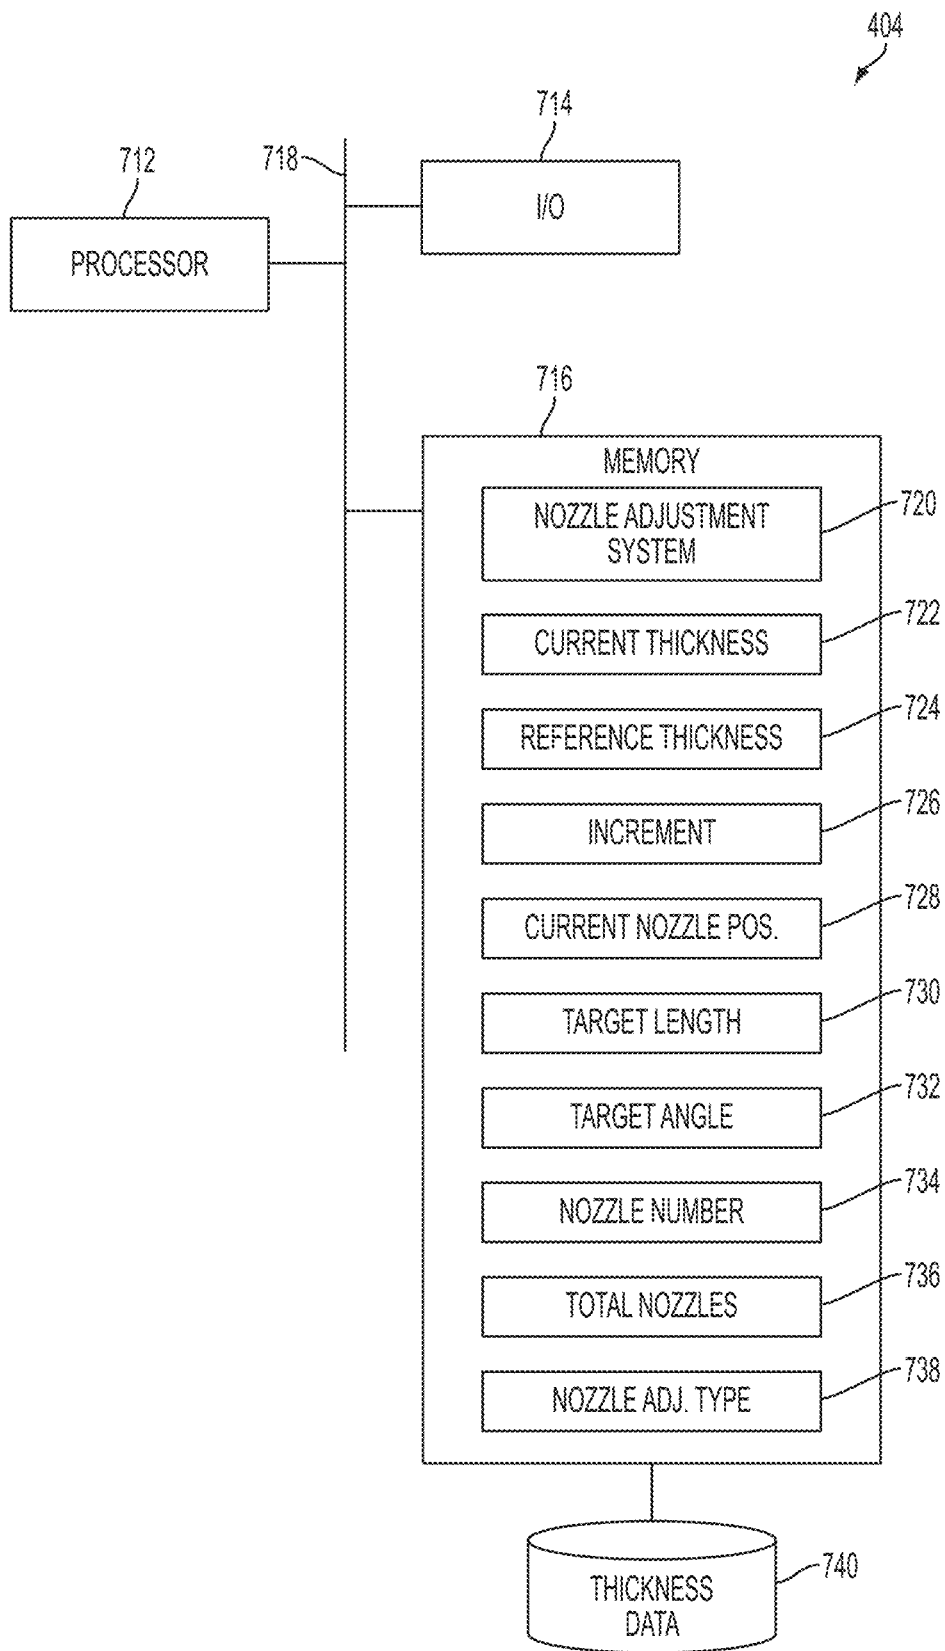 404
714
712
718
I/O
PROCESSOR
716
MEMORY
NOZZLE ADJUSTMENT
SYSTEM
720
CURRENT THICKNESS
722
REFERENCE THICKNESS
724
INCREMENT
726
CURRENT NOZZLE POS.
728
TARGET LENGTH
730
TARGET ANGLE
732
NOZZLE NUMBER
734
TOTAL NOZZLES
736
NOZZLE ADJ. TYPE
738
THICKNESS
DATA
740